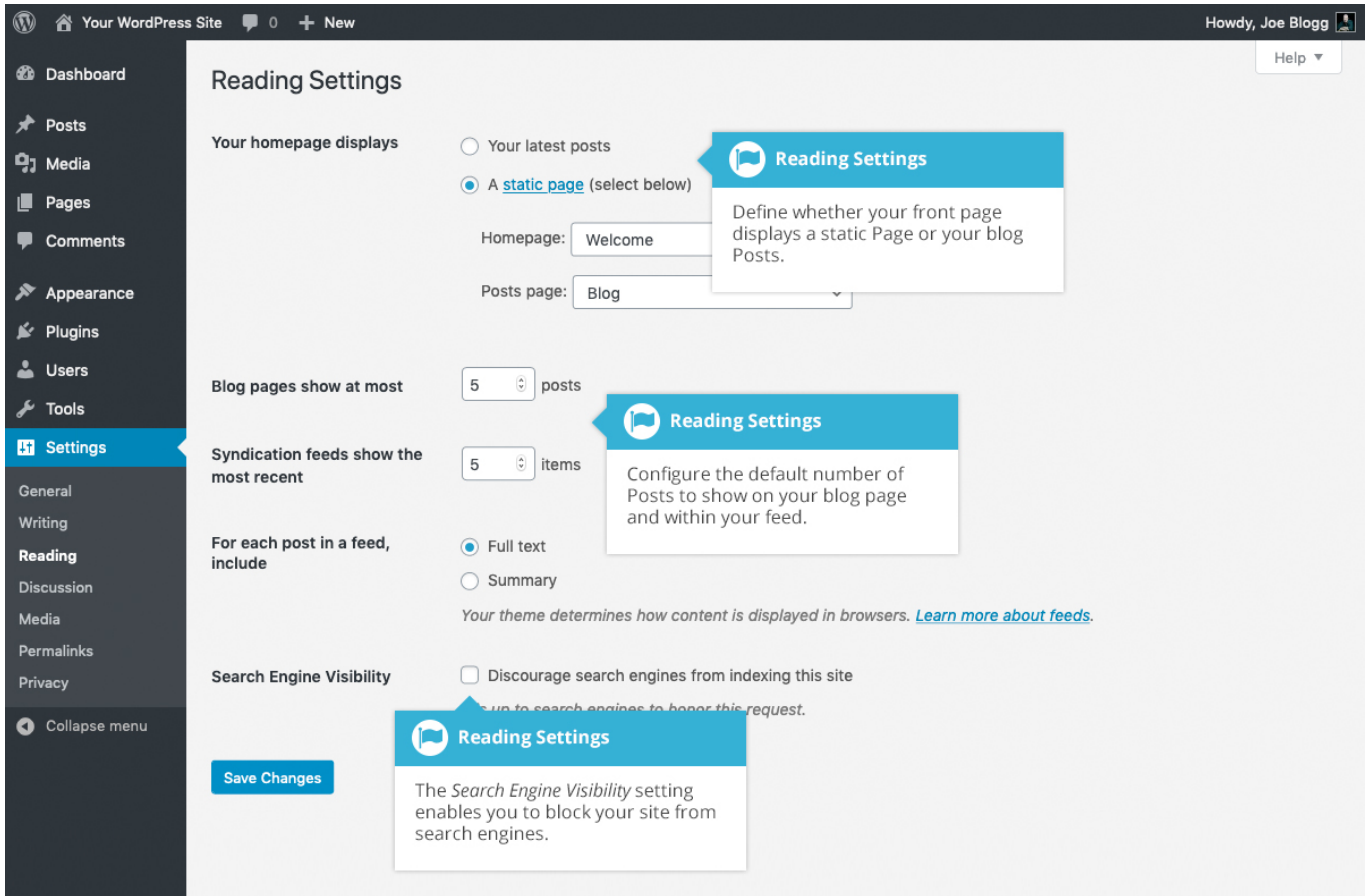 Your WordPress Site 0 + New Howdy, Joe Blogg
Help ▼
Dashboard
Posts
Media
Pages
Comments
Appearance
Plugins
Users
Tools
Settings
General
Writing
Reading
Discussion
Media
Permalinks
Privacy
Collapse menu
Reading Settings
Your homepage displays
Your latest posts
A static page (select below)
Homepage: Welcome
Posts page: Blog
Reading Settings
Define whether your front page
displays a static Page or your blog
Posts.
Blog pages show at most 5 posts
Syndication feeds show the
most recent
5 items
Reading Settings
Configure the default number of
Posts to show on your blog page
and within your feed.
For each post in a feed,
include
Full text
Summary
Your theme determines how content is displayed in browsers. Learn more about feeds.
Search Engine Visibility
Discourage search engines from indexing this site
up to search engines to honor this request.
Reading Settings
The Search Engine Visibility setting
enables you to block your site from
search engines.
Save Changes